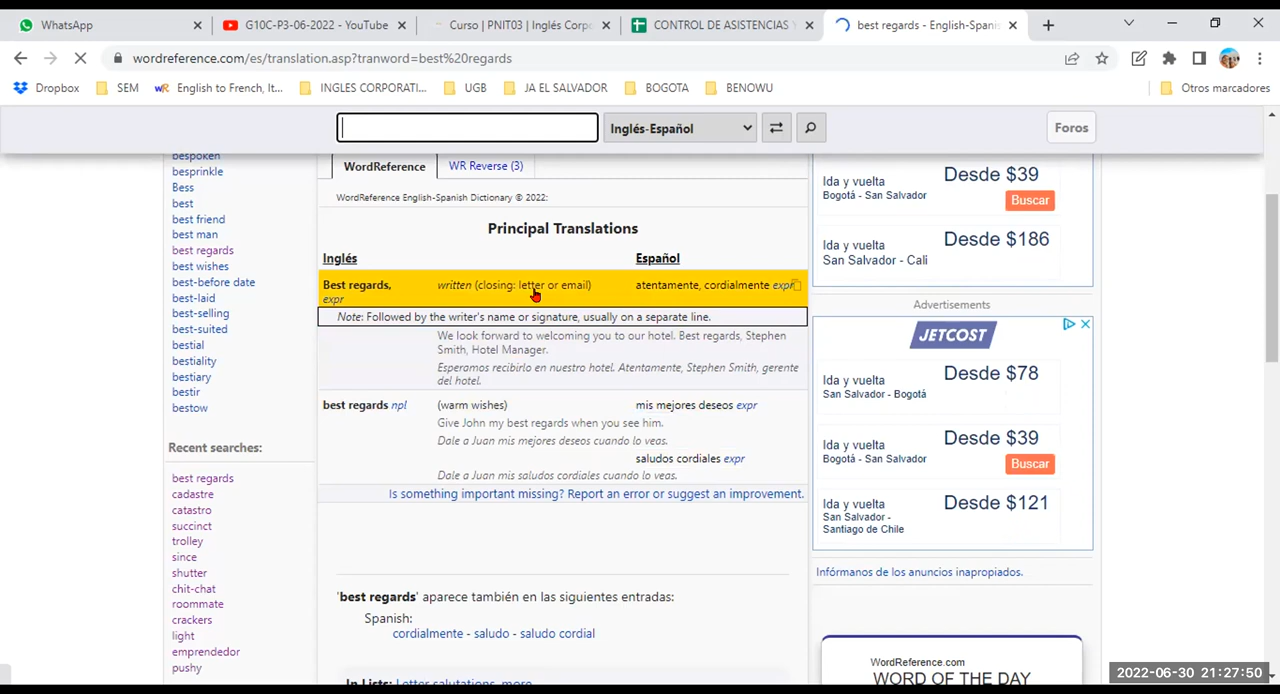 WhatsApp
G10C-P3-06-2022 - YouTube
Curso | PNIT03 | Inglés Corpo
CONTROL DE ASISTENCIAS Y
best regards - English-Spani
wordreference.com/es/translation.asp?tranword=best%20regards
Dropbox
SEM
English to French, It...
INGLES CORPORATI...
UGB
JA EL SALVADOR
BOGOTA
BENOWU
Otros marcadores
Inglés-Español
Foros
bespoken
besprinkle
Bess
best
best friend
best man
best regards
best wishes
best-before date
best-laid
best-selling
best-suited
bestial
bestiality
bestiary
bestir
bestow
Recent searches:
best regards
cadastre
catastro
succinct
trolley
since
shutter
chit-chat
roommate
crackers
light
emprendedor
pushy
WordReference
WR Reverse (3)
WordReference English-Spanish Dictionary © 2022:
Principal Translations
Inglés Español
Best regards, written (closing: letter or email) atentamente, cordialmente expr
expr
Note: Followed by the writer's name or signature, usually on a separate line.
We look forward to welcoming you to our hotel. Best regards, Stephen
Smith, Hotel Manager.
Esperamos recibirlo en nuestro hotel. Atentamente, Stephen Smith, gerente
del hotel.
best regards npl (warm wishes) mis mejores deseos expr
Give John my best regards when you see him.
Dale a Juan mis mejores deseos cuando lo veas.
saludos cordiales expr
Dale a Juan mis saludos cordiales cuando lo veas.
Is something important missing? Report an error or suggest an improvement.
'best regards' aparece también en las siguientes entradas:
Spanish:
cordialmente - saludo - saludo cordial
In Lists: Letter salutations, more...
Ida y vuelta Desde $39
Bogotá - San Salvador
Buscar
Ida y vuelta Desde $186
San Salvador - Cali
Advertisements
JETCOST
Ida y vuelta Desde $78
San Salvador - Bogotá
Ida y vuelta Desde $39
Bogotá - San Salvador
Buscar
Ida y vuelta Desde $121
San Salvador -
Santiago de Chile
Infórmanos de los anuncios inapropiados.
WordReference.com
WORD OF THE DAY
2022-06-30 21:27:50